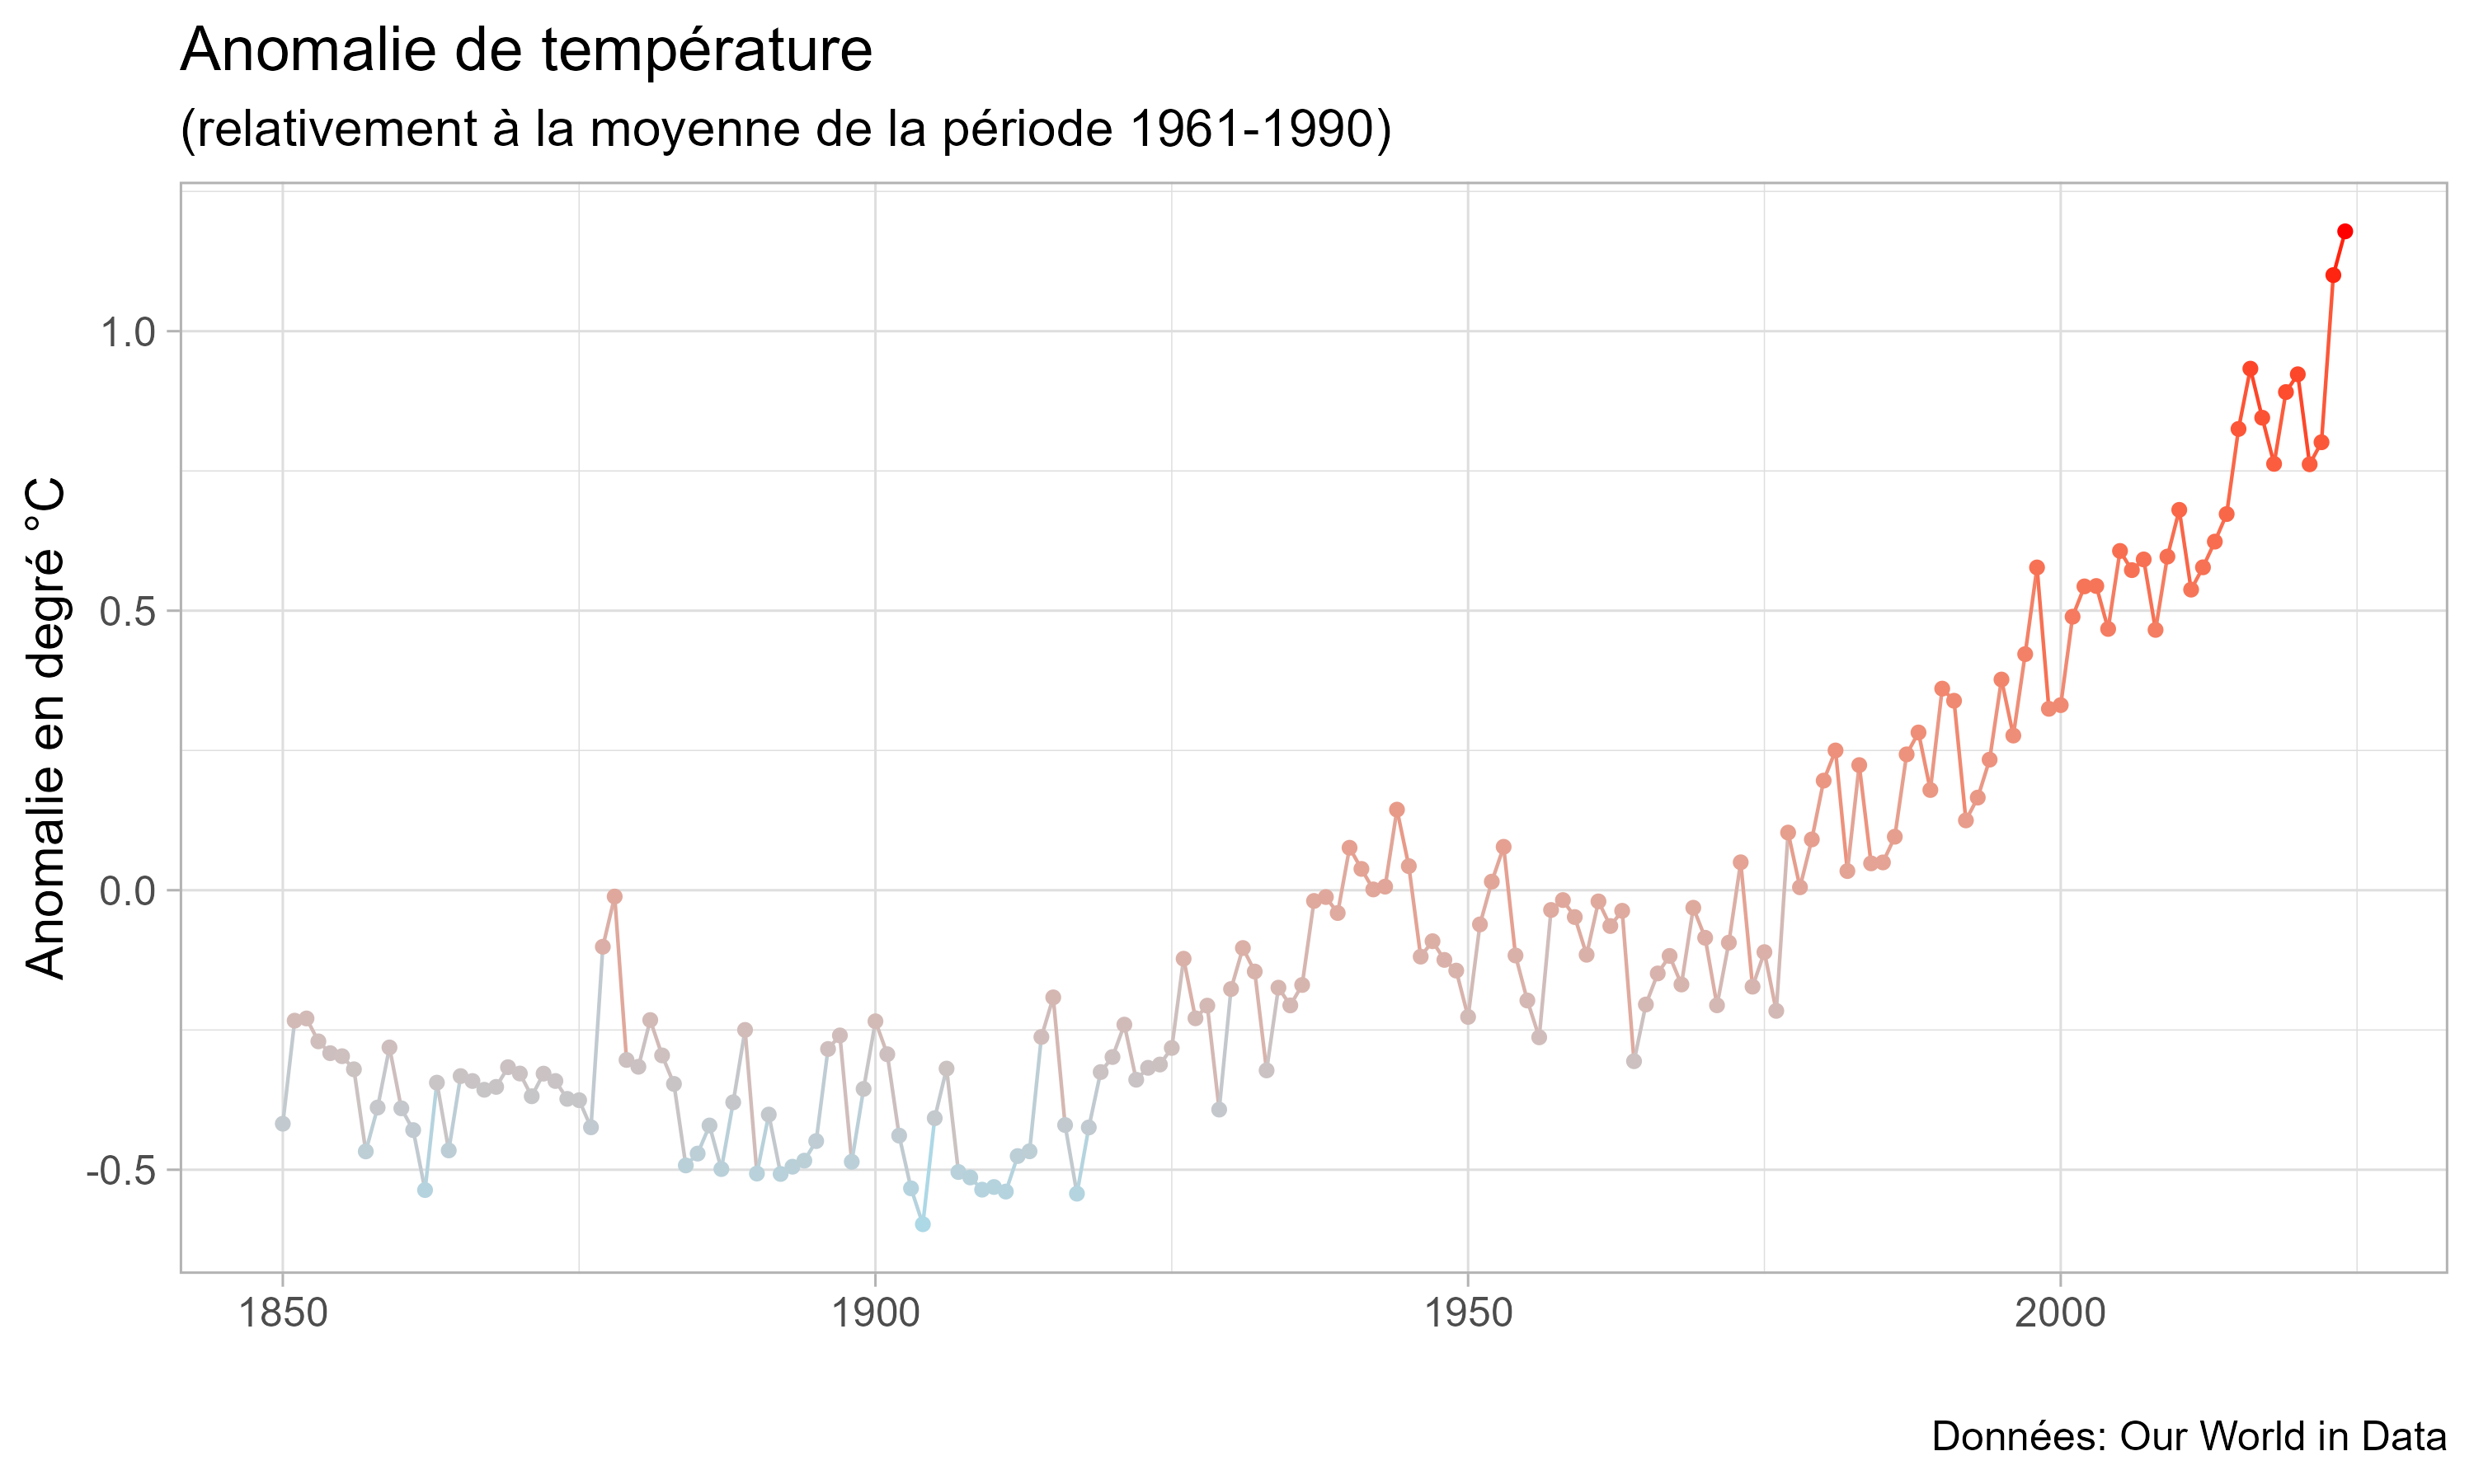 Anomalie de température
(relativement à la moyenne de la période 1961-1990)
Anomalie en degré °C
1.0
0.5
0.0
-0.5
1850 1900 1950 2000
Données: Our World in Data